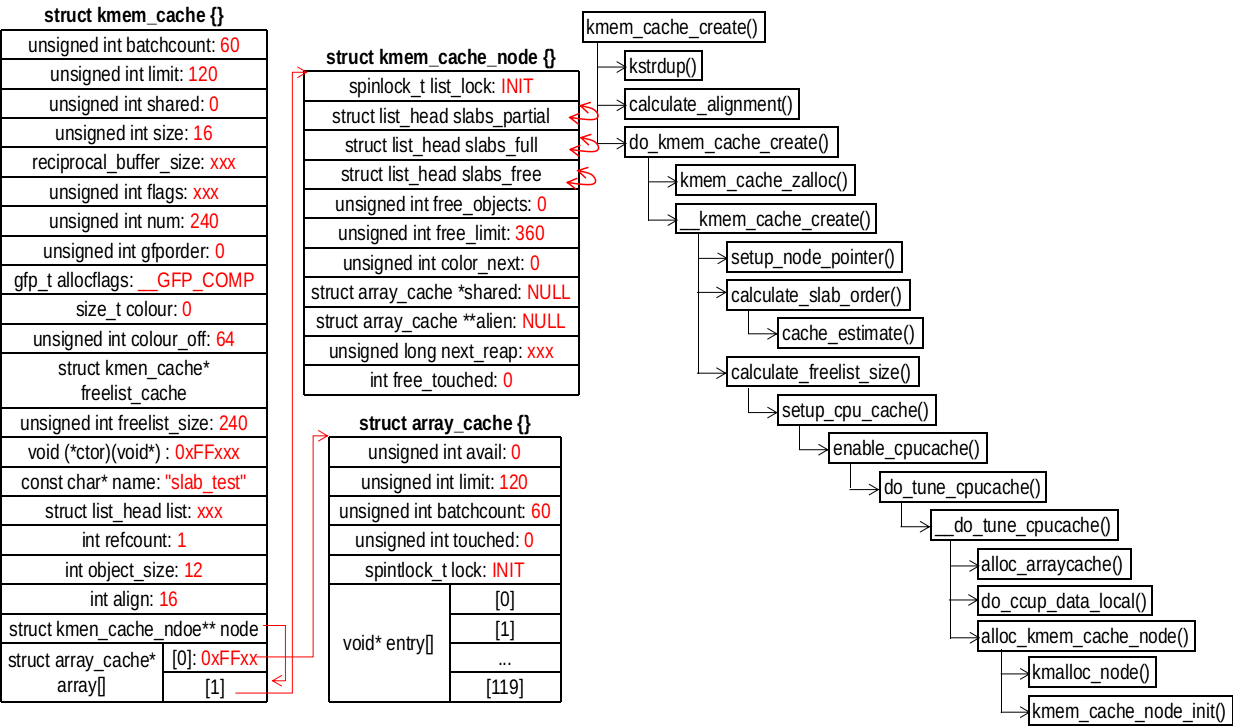 struct kmem_cache {}
unsigned int batchcount: 60
unsigned int limit: 120
unsigned int shared: 0
unsigned int size: 16
reciprocal_buffer_size: xxx
unsigned int flags: xxx
unsigned int num: 240
unsigned int gfporder: 0
gfp_t allocflags: __GFP_COMP
size_t colour: 0
unsigned int colour_off: 64
struct kmen_cache*
freelist_cache
unsigned int freelist_size: 240
void (*ctor)(void*) : 0xFFxxx
const char* name: "slab_test"
struct list_head list: xxx
int refcount: 1
int object_size: 12
int align: 16
struct kmen_cache_ndoe** node
struct array_cache*
array[]
[0]: 0xFFxx
[1]
struct kmem_cache_node {}
spinlock_t list_lock: INIT
struct list_head slabs_partial
struct list_head slabs_full
struct list_head slabs_free
unsigned int free_objects: 0
unsigned int free_limit: 360
unsigned int color_next: 0
struct array_cache *shared: NULL
struct array_cache **alien: NULL
unsigned long next_reap: xxx
int free_touched: 0
struct array_cache {}
unsigned int avail: 0
unsigned int limit: 120
unsigned int batchcount: 60
unsigned int touched: 0
spintlock_t lock: INIT
void* entry[]
[0]
[1]
...
[119]
kmem_cache_create()
kstrdup()
calculate_alignment()
do_kmem_cache_create()
kmem_cache_zalloc()
__kmem_cache_create()
setup_node_pointer()
calculate_slab_order()
cache_estimate()
calculate_freelist_size()
setup_cpu_cache()
enable_cpucache()
do_tune_cpucache()
__do_tune_cpucache()
alloc_arraycache()
do_ccup_data_local()
alloc_kmem_cache_node()
kmalloc_node()
kmem_cache_node_init()